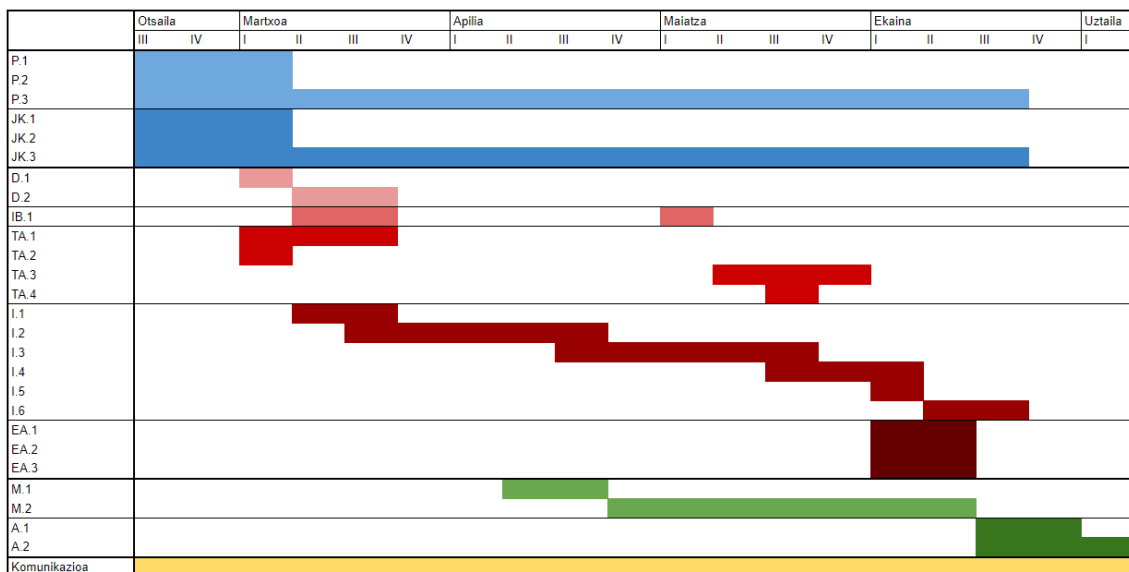 Otsaila Martxoa Apilia Maiatza Ekaina Uztaila
III IV I II III IV I II III IV I II III IV I II III IV I
P.1
P.2
P.3
JK.1
JK.2
JK.3
D.1
D.2
IB.1
TA.1
TA.2
TA.3
TA.4
I.1
I.2
I.3
I.4
I.5
I.6
EA.1
EA.2
EA.3
M.1
M.2
A.1
A.2
Komunikazioa